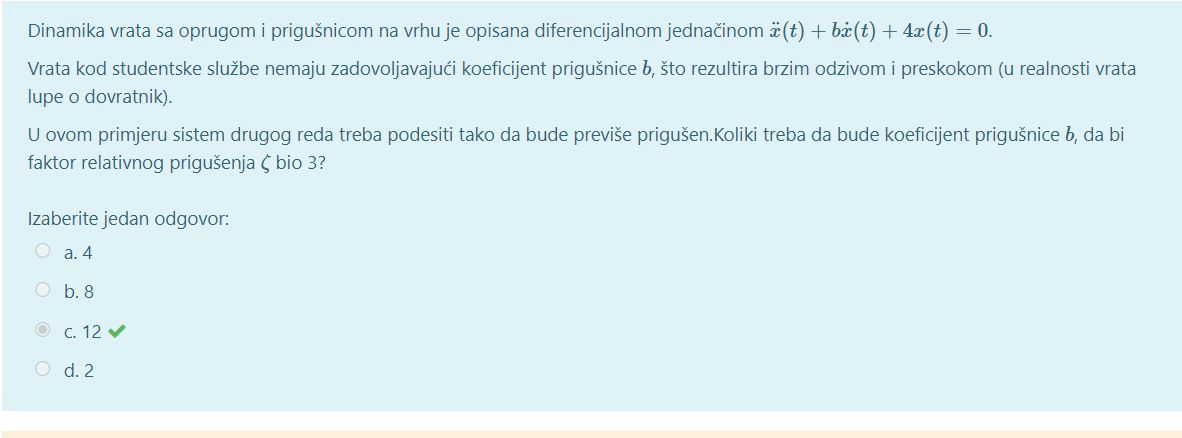 Dinamika vrata sa oprugom i prigušnicom na vrhu je opisana diferencijalnom jednačinom ẍ(t) + bẋ(t) + 4x(t) = 0.
Vrata kod studentske službe nemaju zadovoljavajući koeficijent prigušnice b, što rezultira brzim odzivom i preskokom (u realnosti vrata
lupe o dovratnik).
U ovom primjeru sistem drugog reda treba podesiti tako da bude previše prigušen.Koliki treba da bude koeficijent prigušnice b, da bi
faktor relativnog prigušenja ζ bio 3?
Izaberite jedan odgovor:
a. 4
b. 8
c. 12
d. 2